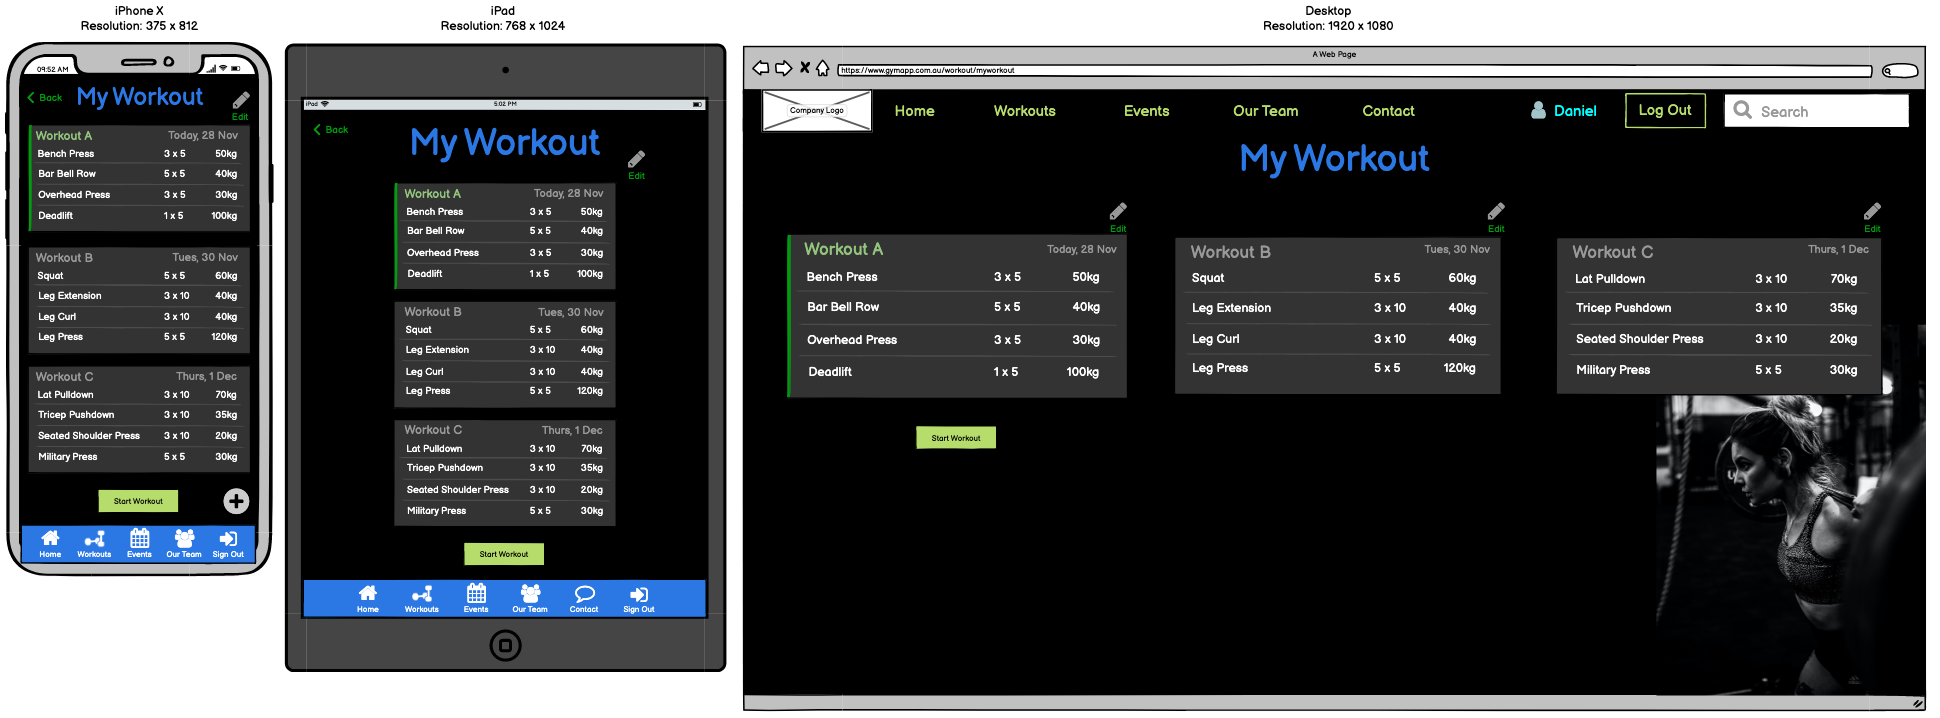 iPhone X
Resolution: 375 x 812
09:52 AM
Back
My Workout
Edit
Workout A Today, 28 Nov
Bench Press 3 x 5 50kg
Bar Bell Row 5 x 5 40kg
Overhead Press 3 x 5 30kg
Deadlift 1 x 5 100kg
Workout B Tues, 30 Nov
Squat 5 x 5 60kg
Leg Extension 3 x 10 40kg
Leg Curl 3 x 10 40kg
Leg Press 5 x 5 120kg
Workout C Thurs, 1 Dec
Lat Pulldown 3 x 10 70kg
Tricep Pushdown 3 x 10 35kg
Seated Shoulder Press 3 x 10 20kg
Military Press 5 x 5 30kg
Start Workout
Home Workouts Events Our Team Sign Out
iPad
Resolution: 768 x 1024
iPad 5:02 PM
Back
My Workout
Edit
Workout A Today, 28 Nov
Bench Press 3 x 5 50kg
Bar Bell Row 5 x 5 40kg
Overhead Press 3 x 5 30kg
Deadlift 1 x 5 100kg
Workout B Tues, 30 Nov
Squat 5 x 5 60kg
Leg Extension 3 x 10 40kg
Leg Curl 3 x 10 40kg
Leg Press 5 x 5 120kg
Workout C Thurs, 1 Dec
Lat Pulldown 3 x 10 70kg
Tricep Pushdown 3 x 10 35kg
Seated Shoulder Press 3 x 10 20kg
Military Press 5 x 5 30kg
Start Workout
Home Workouts Events Our Team Contact Sign Out
Desktop
Resolution: 1920 x 1080
A Web Page
https://www.gymapp.com.au/workout/myworkout
Company Logo Home Workouts Events Our Team Contact Daniel Log Out Search
My Workout
Edit
Workout A Today, 28 Nov
Bench Press 3 x 5 50kg
Bar Bell Row 5 x 5 40kg
Overhead Press 3 x 5 30kg
Deadlift 1 x 5 100kg
Start Workout
Edit
Workout B Tues, 30 Nov
Squat 5 x 5 60kg
Leg Extension 3 x 10 40kg
Leg Curl 3 x 10 40kg
Leg Press 5 x 5 120kg
Edit
Workout C Thurs, 1 Dec
Lat Pulldown 3 x 10 70kg
Tricep Pushdown 3 x 10 35kg
Seated Shoulder Press 3 x 10 20kg
Military Press 5 x 5 30kg